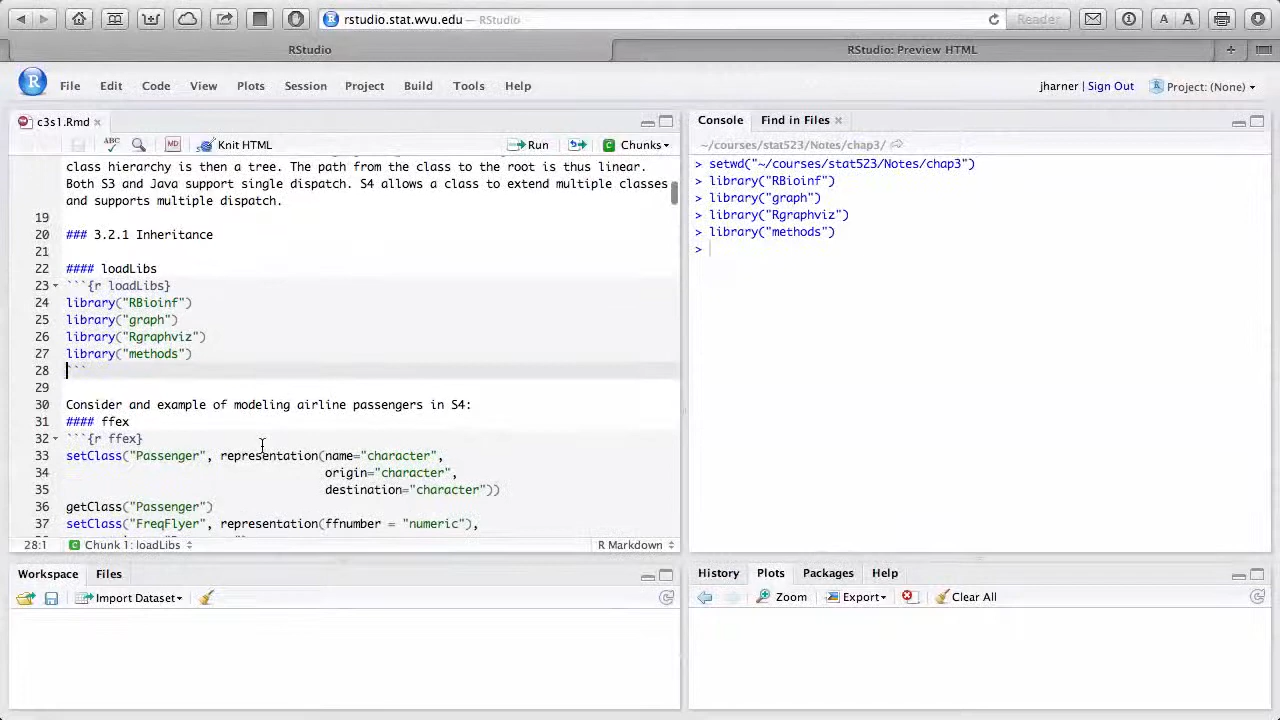 rstudio.stat.wvu.edu — RStudio
Reader
A A
RStudio
RStudio: Preview HTML
+
R File Edit Code View Plots Session Tools Help
jharner | Sign Out Project: (None)
c3s1.Rmd ×
ABC MD Knit HTML Run Chunks
class hierarchy is then a tree. The path from the class to the root is thus linear.
Both S3 and Java support single dispatch. S4 allows a class to extend multiple classes
and supports multiple dispatch.
19
20 ### 3.2.1 Inheritance
21
22 #### loadLibs
23 ```{r loadLibs}
24 library("RBioinf")
25 library("graph")
26 library("Rgraphviz")
27 library("methods")
28 ```
29
30 Consider and example of modeling airline passengers in S4:
31 #### ffex
32 ```{r ffex}
33 setClass("Passenger", representation(name="character",
34 origin="character",
35 destination="character"))
36 getClass("Passenger")
37 setClass("FreqFlyer", representation(ffnumber = "numeric"),
28:1 C Chunk 1: loadLibs R Markdown
Console Find in Files ×
~/courses/stat523/Notes/chap3/
> setwd("~/courses/stat523/Notes/chap3")
> library("RBioinf")
> library("graph")
> library("Rgraphviz")
> library("methods")
>
Workspace Files
Import Dataset
History Plots Packages Help
Zoom Export Clear All